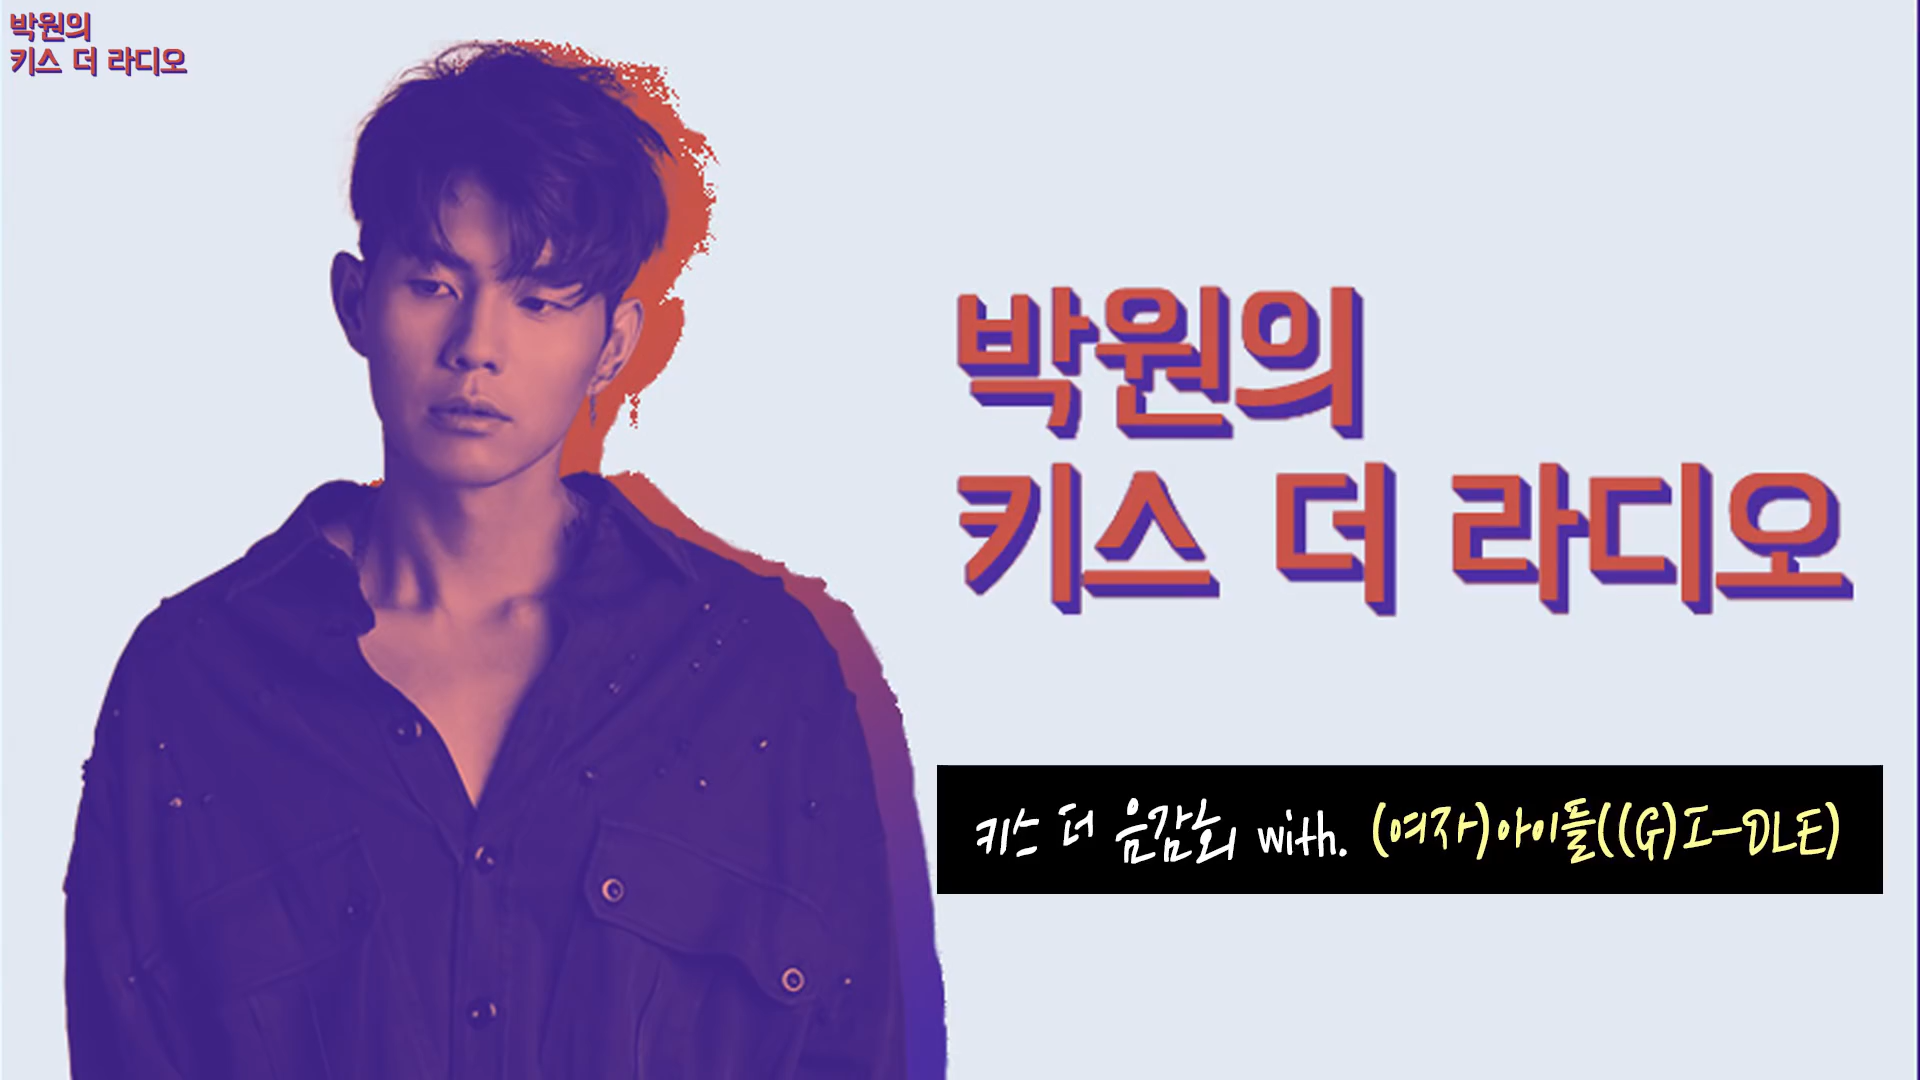 박원의
키스 더 라디오
박원의
키스 더 라디오
키스 더 음감회 with. (여자)아이들((G)I-DLE)